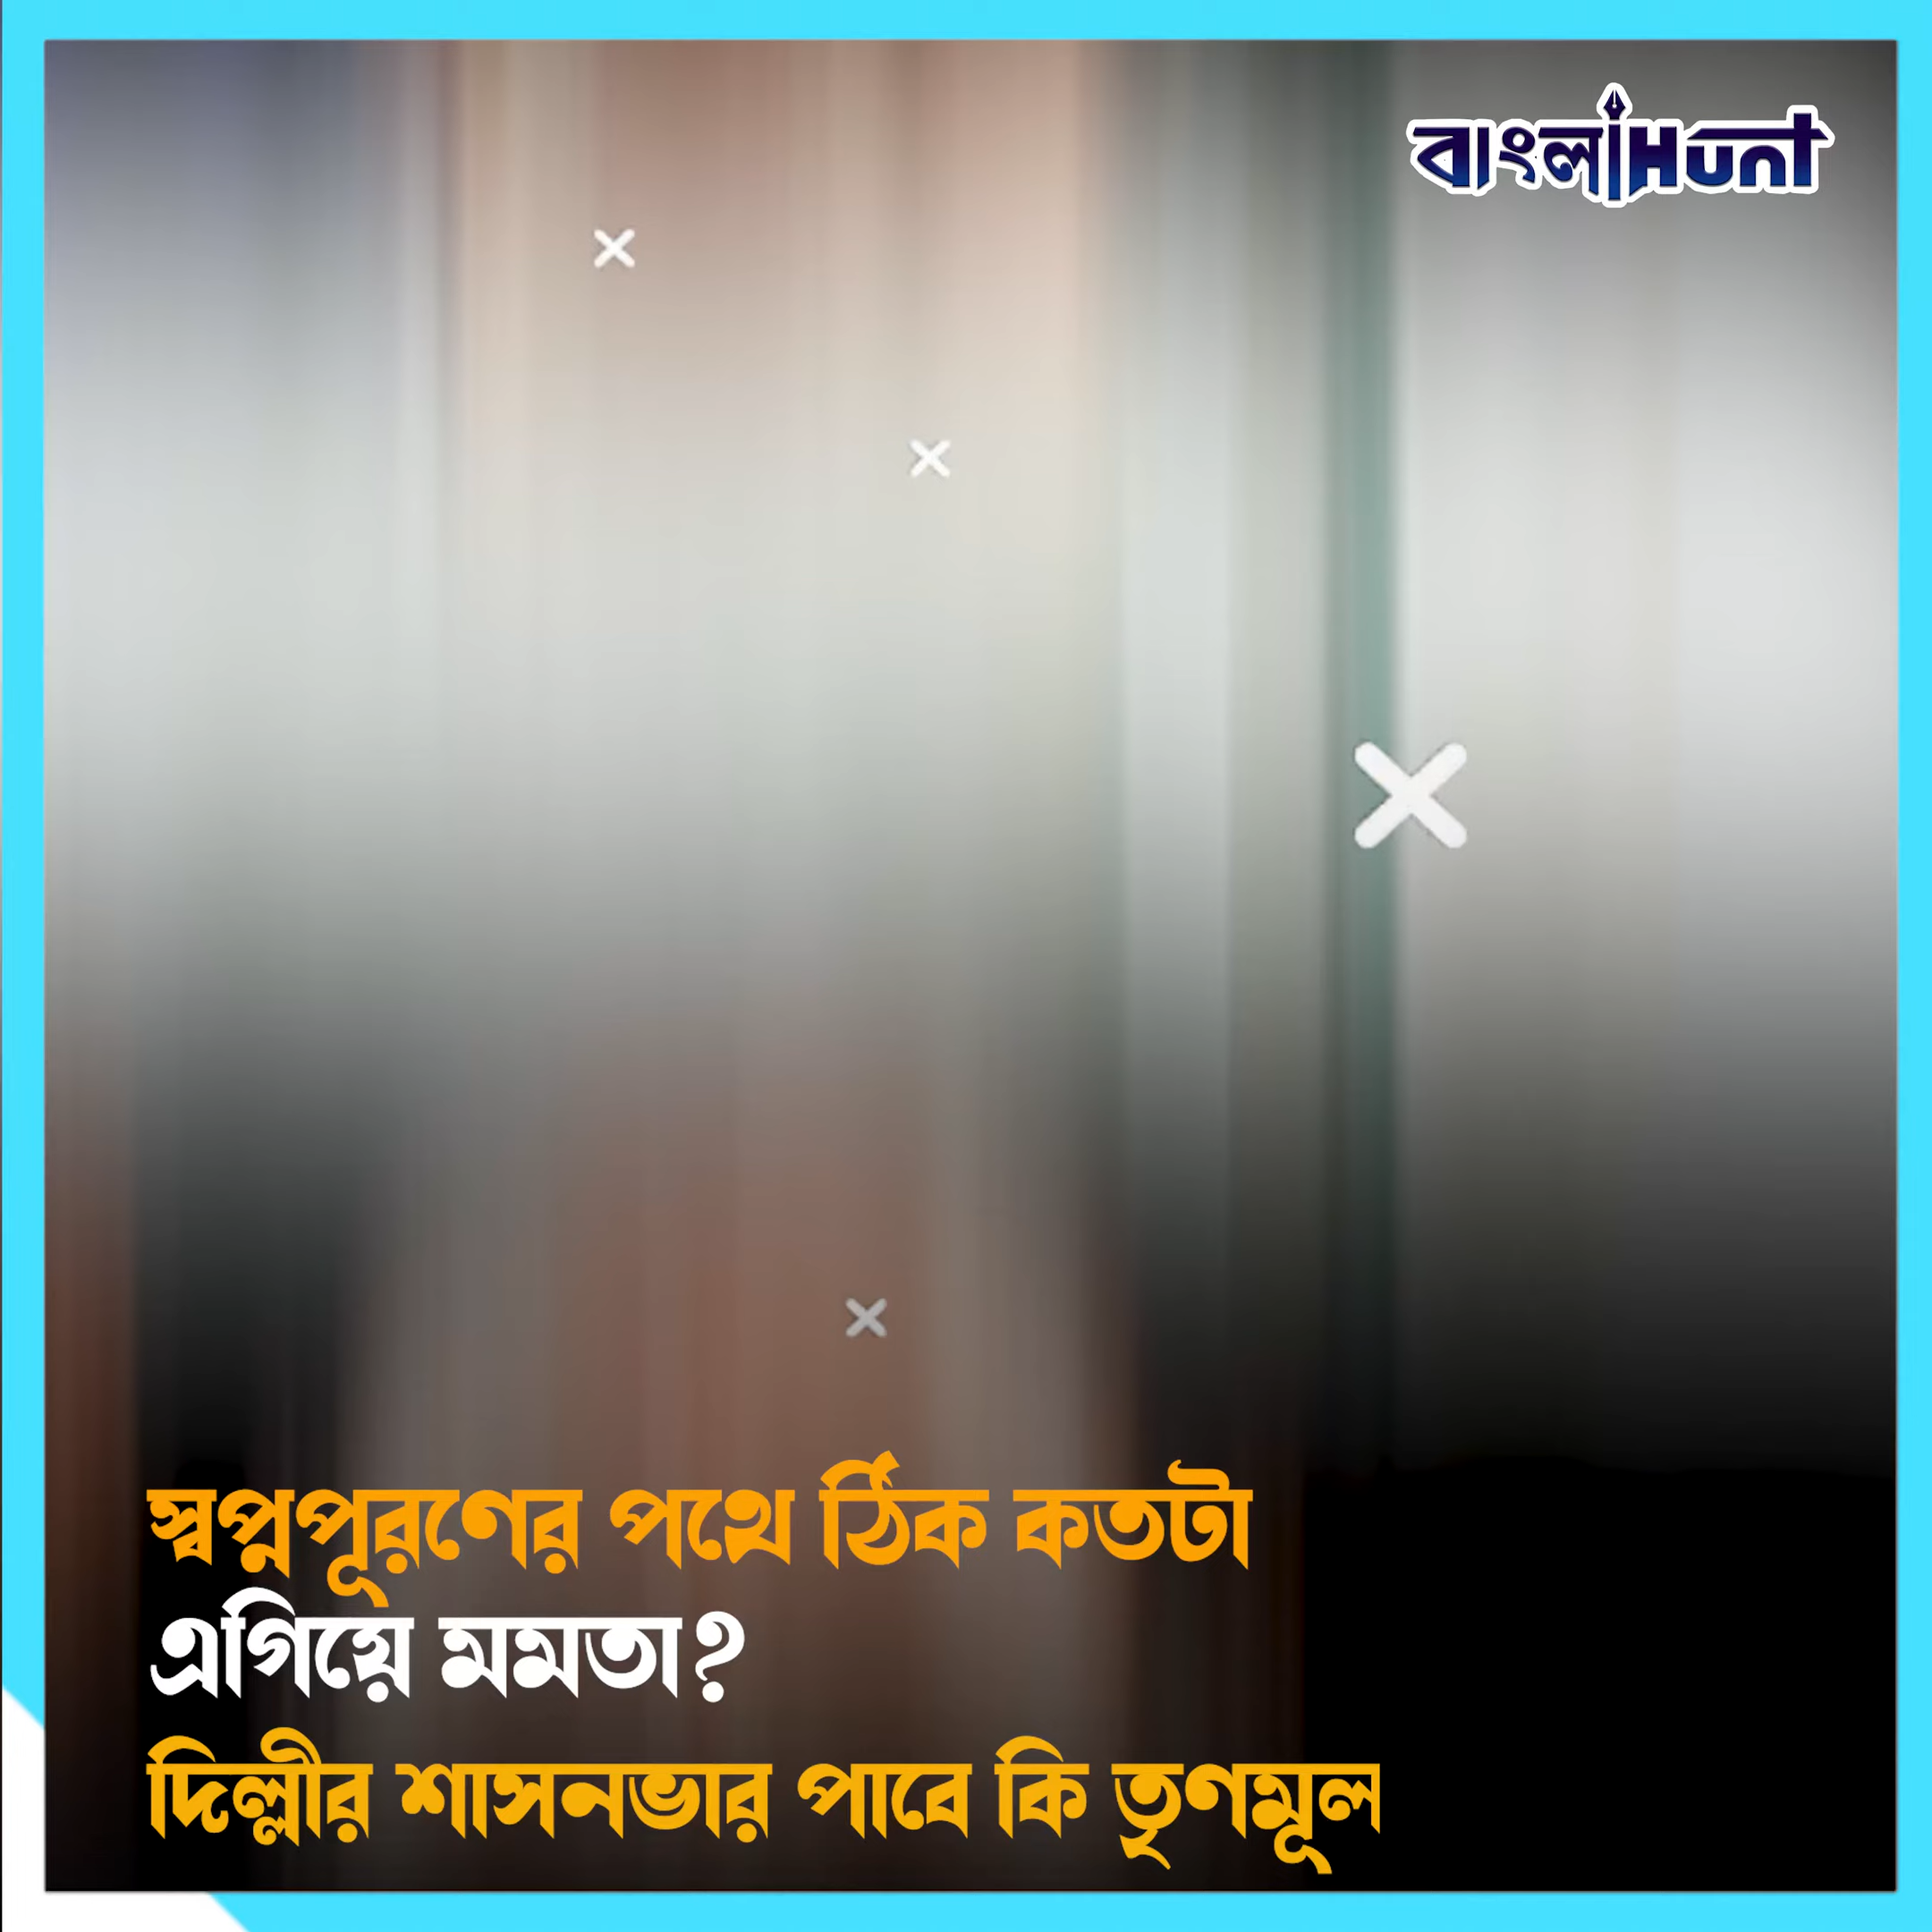 বাংলাHunt
স্বপ্নপূরণের পথে ঠিক কতটা
এগিয়ে মমতা?
দিল্লীর শাসনভার পাবে কি তৃণমূল